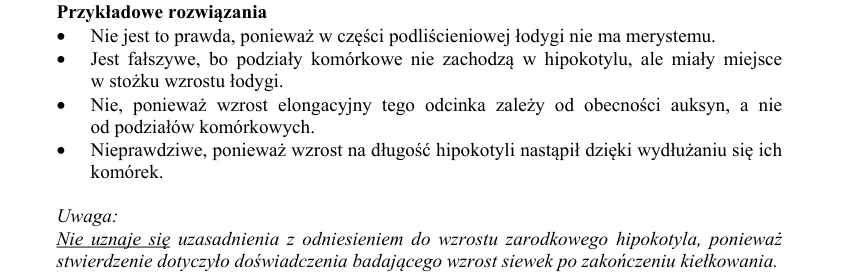 Przykładowe rozwiązania
• Nie jest to prawda, ponieważ w części podliścieniowej łodygi nie ma merystemu.
• Jest fałszywe, bo podziały komórkowe nie zachodzą w hipokotylu, ale miały miejsce
w stożku wzrostu łodygi.
• Nie, ponieważ wzrost elongacyjny tego odcinka zależy od obecności auksyn, a nie
od podziałów komórkowych.
• Nieprawdziwe, ponieważ wzrost na długość hipokotyli nastąpił dzięki wydłużaniu się ich
komórek.
Uwaga:
Nie uznaje się uzasadnienia z odniesieniem do wzrostu zarodkowego hipokotyla, ponieważ
stwierdzenie dotyczyło doświadczenia badającego wzrost siewek po zakończeniu kiełkowania.